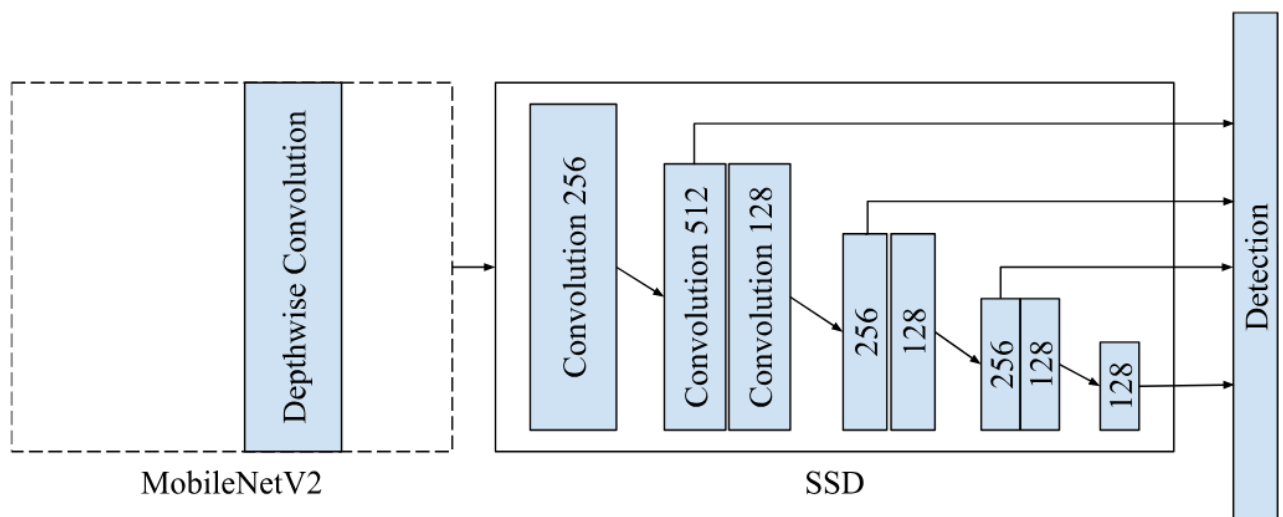 Depthwise Convolution
MobileNetV2
Convolution 256
Convolution 512
Convolution 128
256
128
256
128
128
SSD
Detection